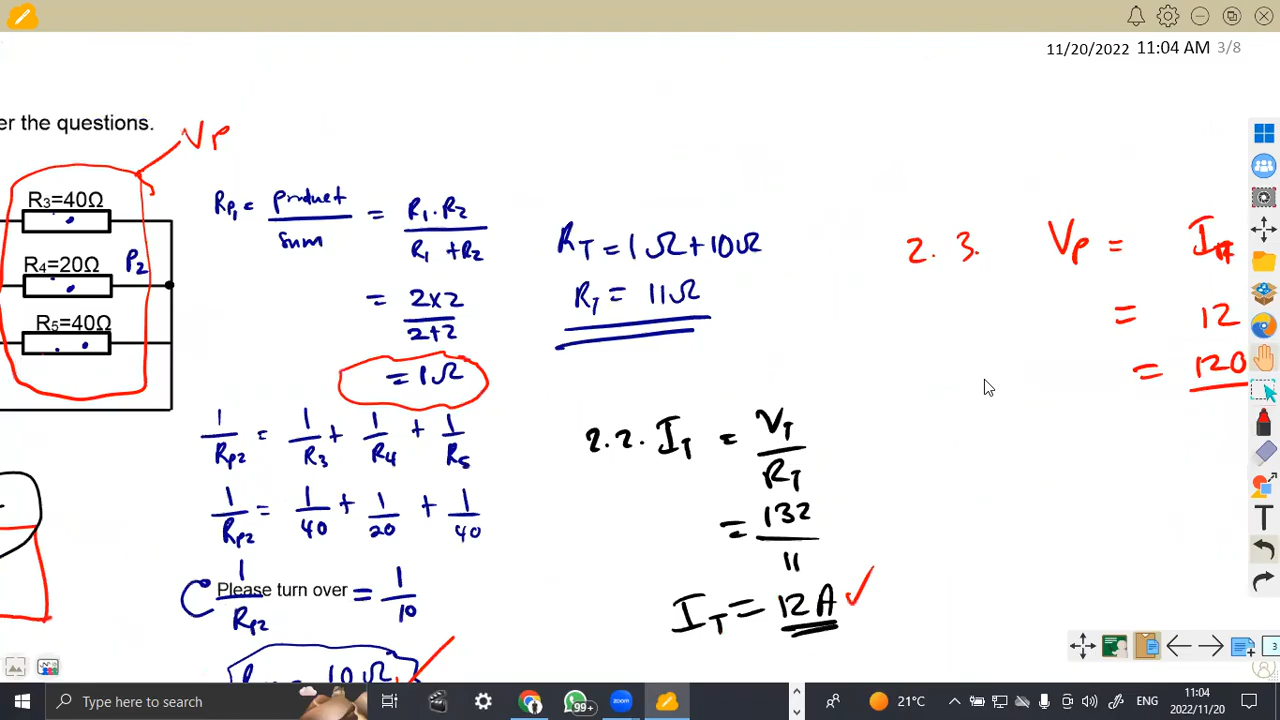 11/20/2022 11:04 AM 3/8
er the questions.
Vp
R3=40Ω
R4=20Ω
P2
R5=40Ω
Rp1 = product / sum = R1 . R2 / R1 + R2
= 2x2 / 2+2
= 1Ω
1/Rp2 = 1/R3 + 1/R4 + 1/R5
1/Rp2 = 1/40 + 1/20 + 1/40
1/Rp2 = 1/10
Please turn over
10Ω
RT = 1Ω + 10Ω
RT = 11Ω
2.2. IT = VT / RT
= 132 / 11
IT = 12A
2.3. Vp =
= 12
= 120
3
Type here to search
99+
zoom
21°C
ENG
11:04
2022/11/20